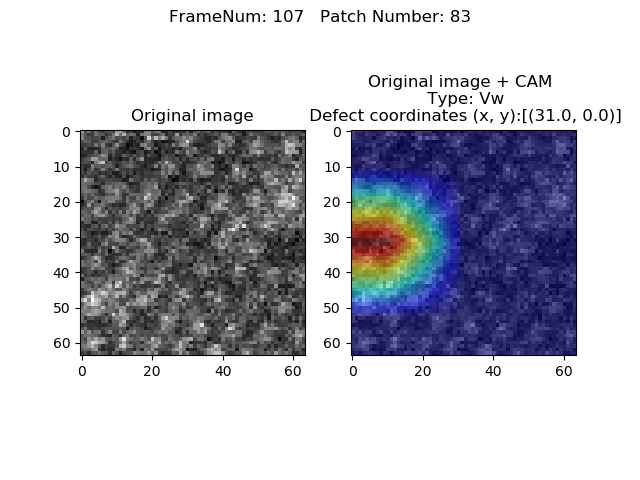 FrameNum: 107   Patch Number: 83
Original image
0
10
20
30
40
50
60
0 20 40 60
Original image + CAM
Type: Vw
Defect coordinates (x, y):[(31.0, 0.0)]
0
10
20
30
40
50
60
0 20 40 60